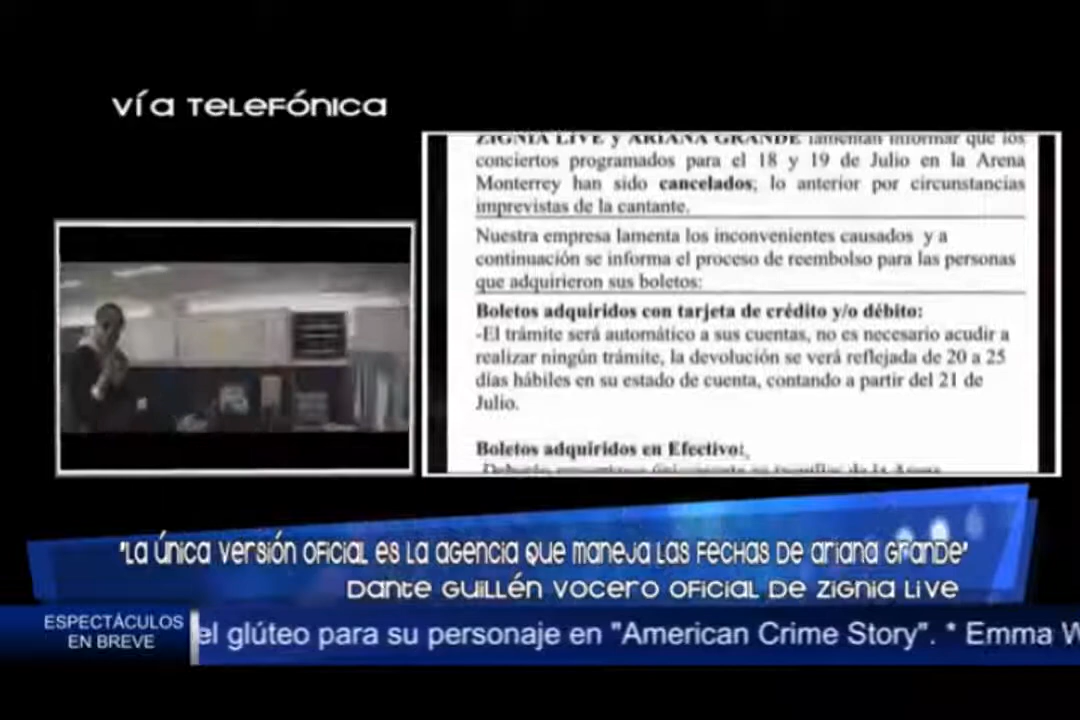 Vía Telefónica
ZIGNIA LIVE y ARIANA GRANDE lamentan informar que los
conciertos programados para el 18 y 19 de Julio en la Arena
Monterrey han sido cancelados, lo anterior por circunstancias
imprevistas de la cantante.
Nuestra empresa lamenta los inconvenientes causados y a
continuación se informa el proceso de reembolso para las personas
que adquirieron sus boletos:
Boletos adquiridos con tarjeta de crédito y/o débito:
-El trámite será automático a sus cuentas, no es necesario acudir a
realizar ningún trámite, la devolución se verá reflejada de 20 a 25
días hábiles en su estado de cuenta, contando a partir del 21 de
Julio.
Boletos adquiridos en Efectivo:
de la Arena
"La única versión oficial es la agencia que maneja las fechas de Ariana Grande"
Dante Guillén vocero oficial de Zignia Live
ESPECTÁCULOS
EN BREVE
el glúteo para su personaje en "American Crime Story". * Emma W